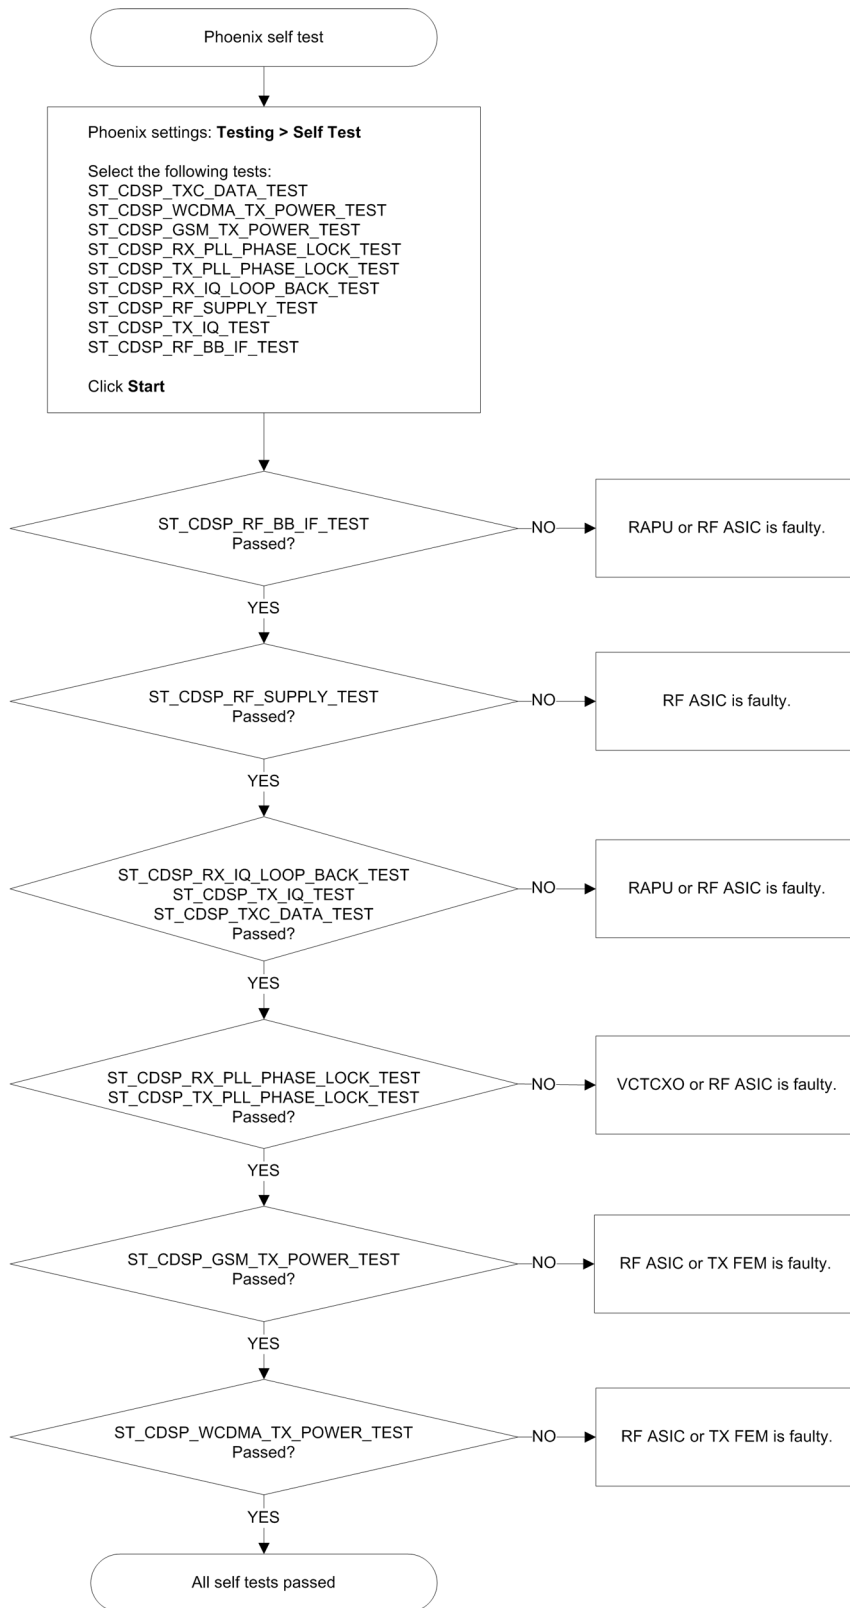 Phoenix self test
Phoenix settings: Testing > Self Test
Select the following tests:
ST_CDSP_TXC_DATA_TEST
ST_CDSP_WCDMA_TX_POWER_TEST
ST_CDSP_GSM_TX_POWER_TEST
ST_CDSP_RX_PLL_PHASE_LOCK_TEST
ST_CDSP_TX_PLL_PHASE_LOCK_TEST
ST_CDSP_RX_IQ_LOOP_BACK_TEST
ST_CDSP_RF_SUPPLY_TEST
ST_CDSP_TX_IQ_TEST
ST_CDSP_RF_BB_IF_TEST
Click Start
ST_CDSP_RF_BB_IF_TEST
Passed?
NO
RAPU or RF ASIC is faulty.
YES
ST_CDSP_RF_SUPPLY_TEST
Passed?
NO
RF ASIC is faulty.
YES
ST_CDSP_RX_IQ_LOOP_BACK_TEST
ST_CDSP_TX_IQ_TEST
ST_CDSP_TXC_DATA_TEST
Passed?
NO
RAPU or RF ASIC is faulty.
YES
ST_CDSP_RX_PLL_PHASE_LOCK_TEST
ST_CDSP_TX_PLL_PHASE_LOCK_TEST
Passed?
NO
VCTCXO or RF ASIC is faulty.
YES
ST_CDSP_GSM_TX_POWER_TEST
Passed?
NO
RF ASIC or TX FEM is faulty.
YES
ST_CDSP_WCDMA_TX_POWER_TEST
Passed?
NO
RF ASIC or TX FEM is faulty.
YES
All self tests passed